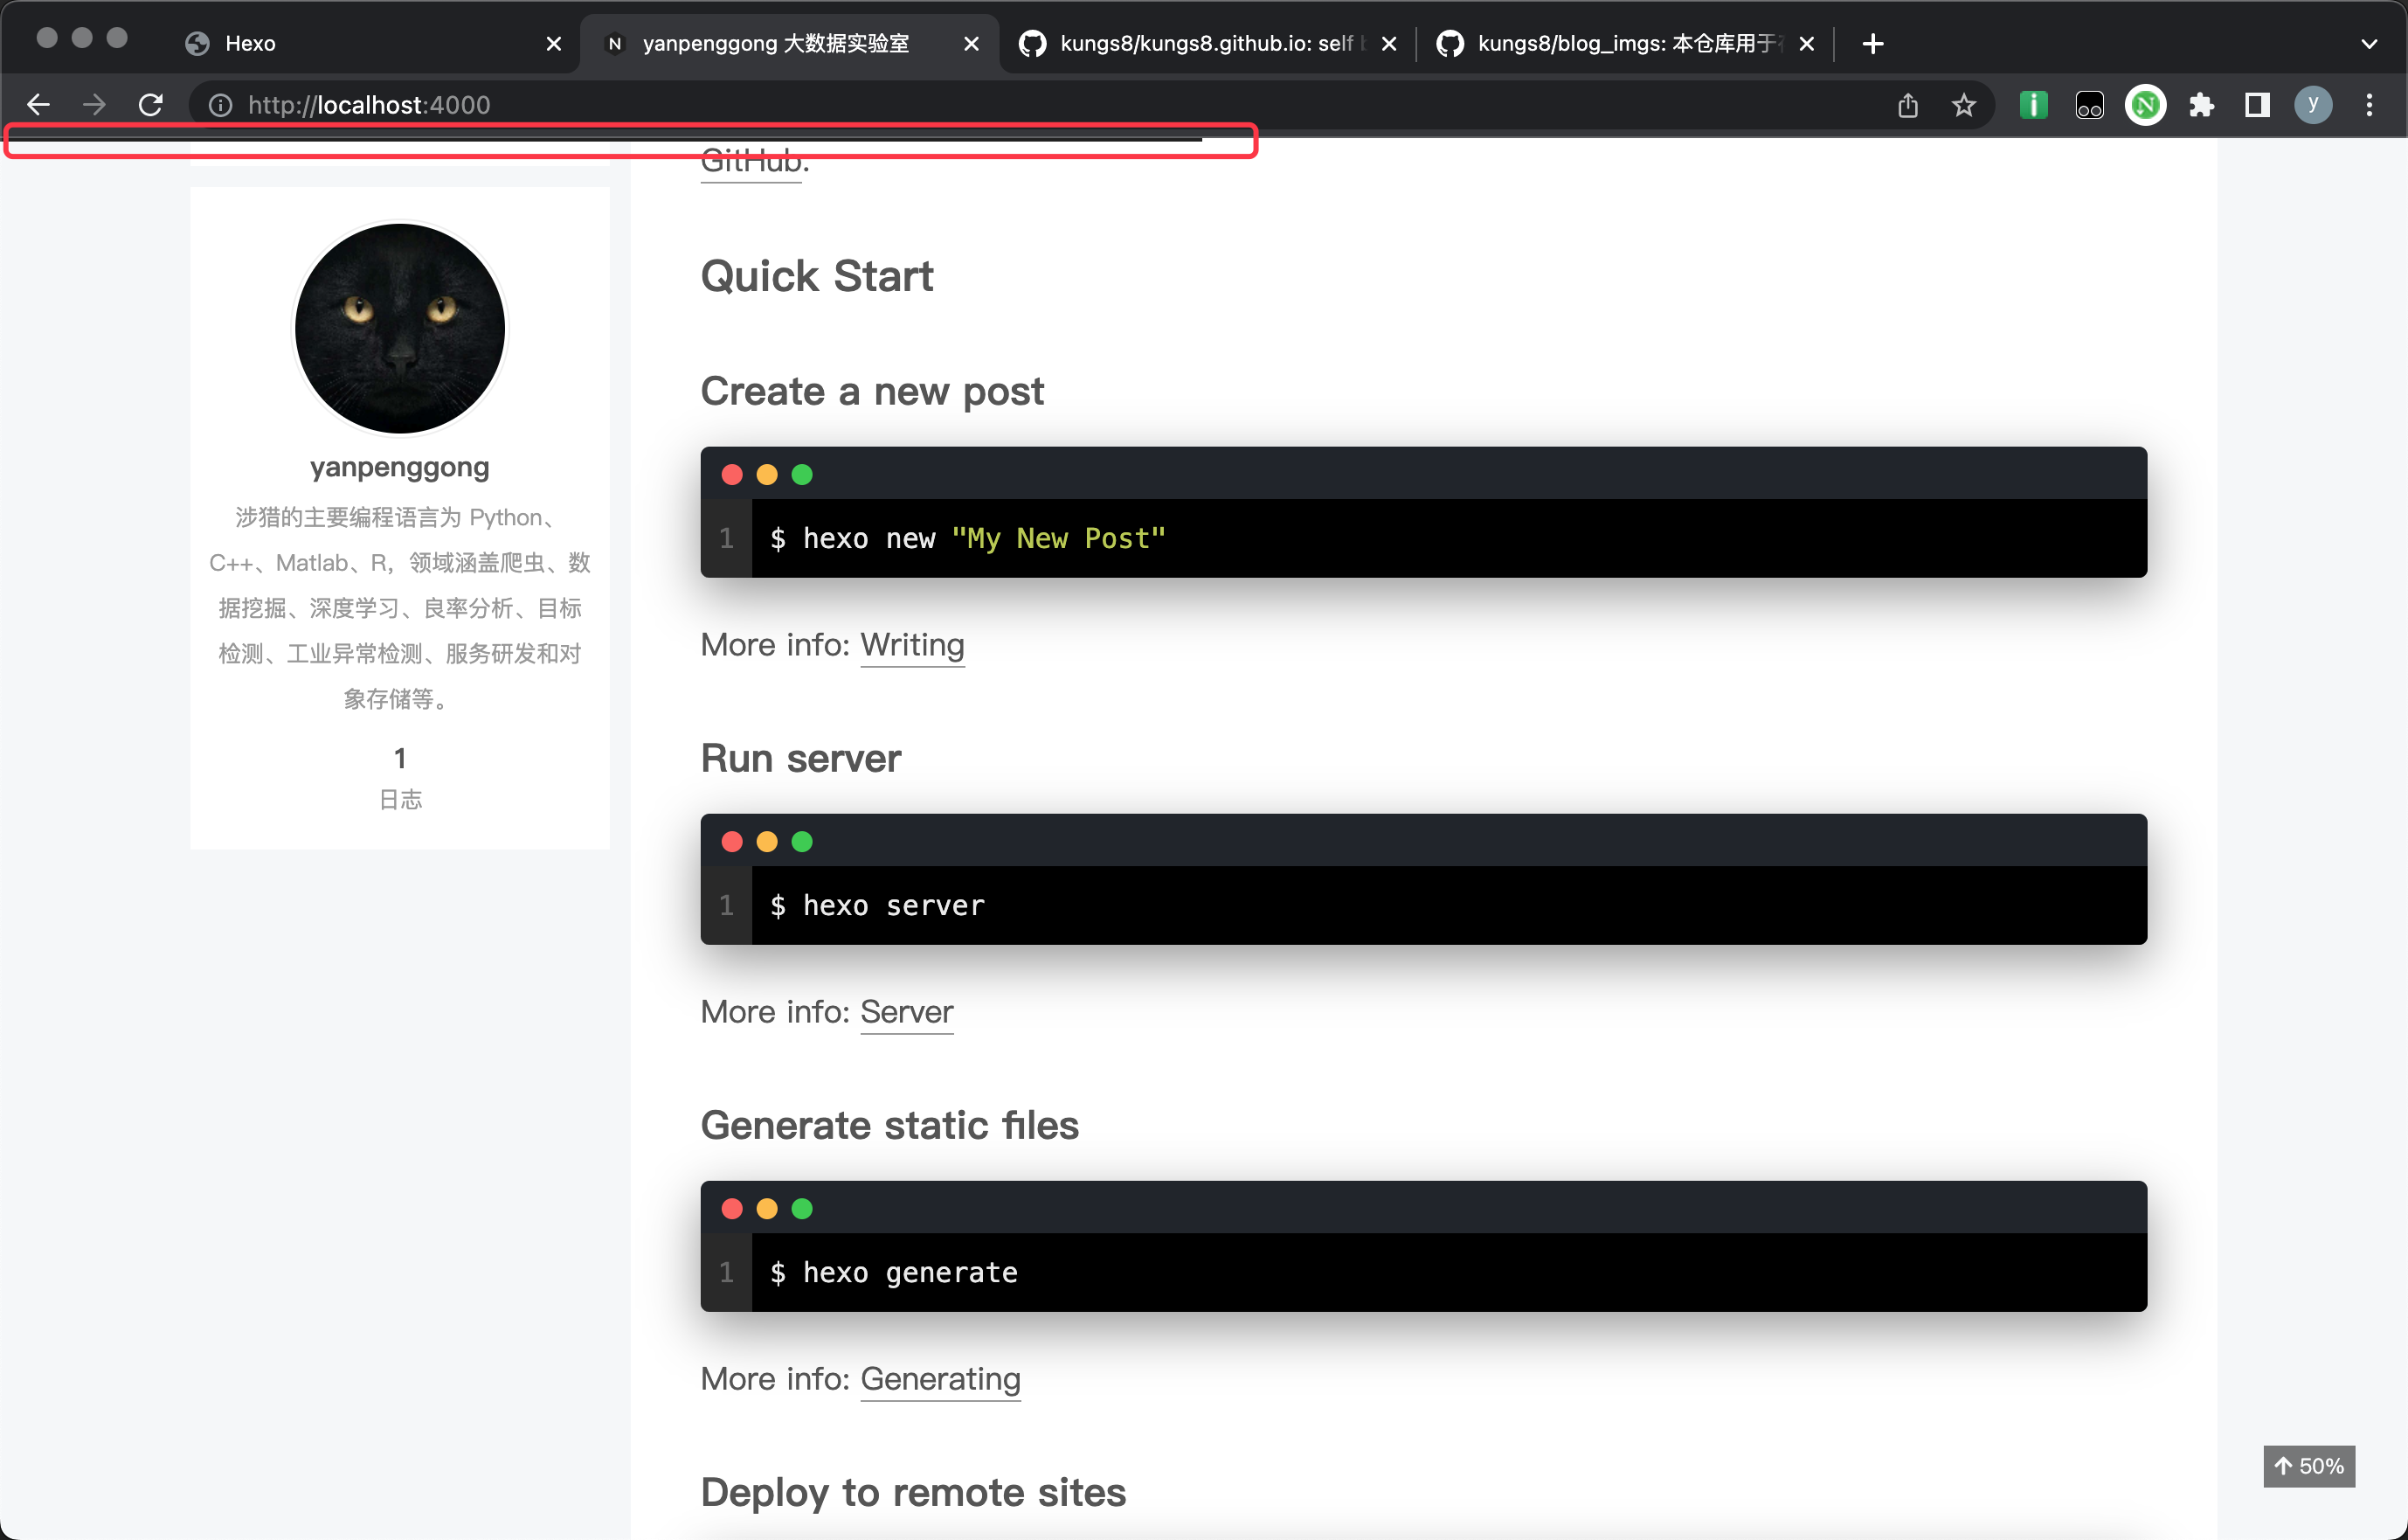 Hexo
yanpenggong 大数据实验室
kungs8/kungs8.github.io: self
kungs8/blog_imgs: 本仓库用于
http://localhost:4000
y
GitHub.
yanpenggong
涉猎的主要编程语言为 Python、
C++、Matlab、R，领域涵盖爬虫、数
据挖掘、深度学习、良率分析、目标
检测、工业异常检测、服务研发和对
象存储等。
1
日志
Quick Start
Create a new post
1 $ hexo new "My New Post"
More info: Writing
Run server
1 $ hexo server
More info: Server
Generate static files
1 $ hexo generate
More info: Generating
Deploy to remote sites
50%